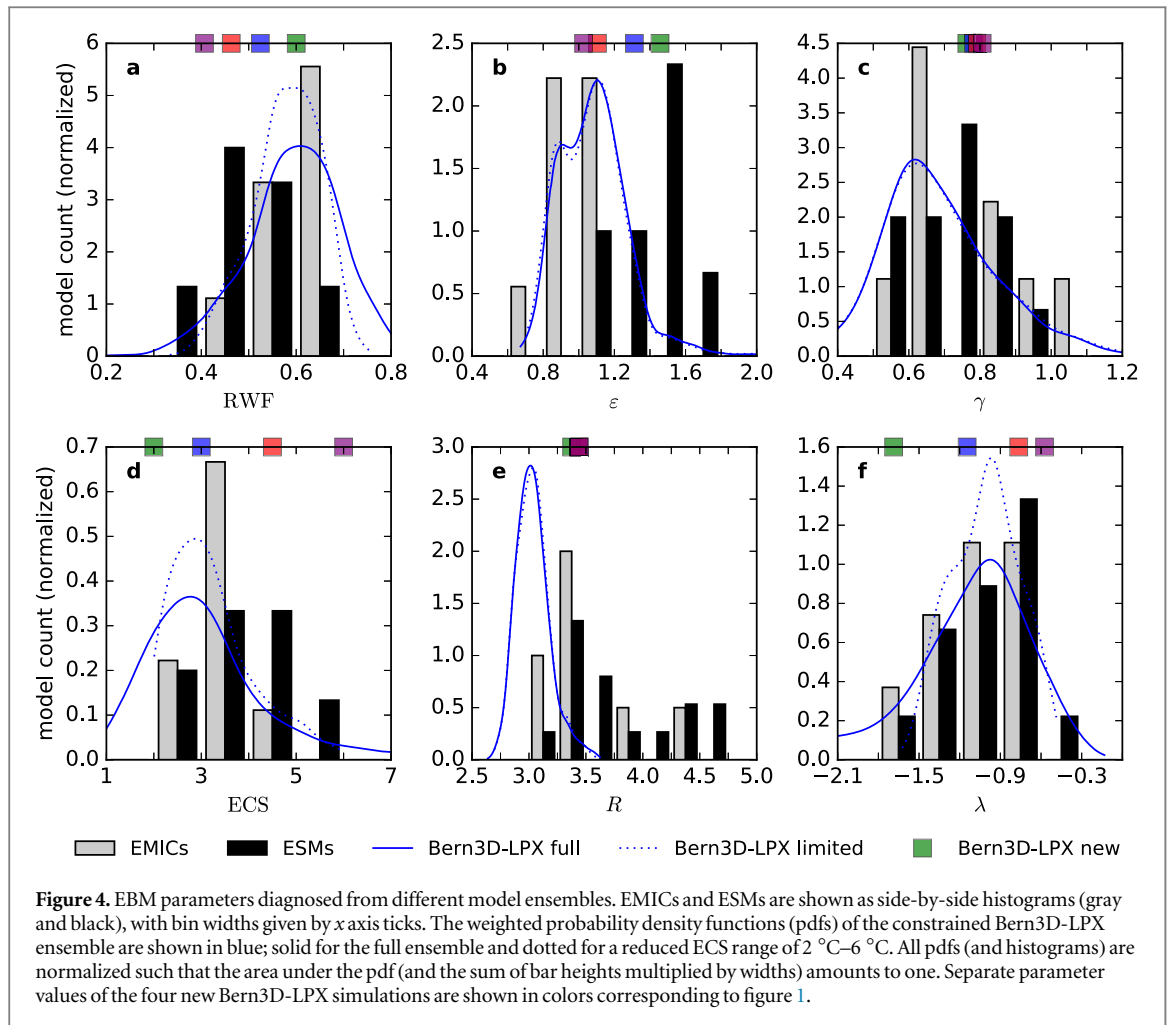 a
6
5
4
3
2
1
0
model count (normalized)
0.2 0.4 0.6 0.8
RWF
b
2.5
2.0
1.5
1.0
0.5
0.0
0.4 0.8 1.2 1.6 2.0
ε
c
4.5
4.0
3.5
3.0
2.5
2.0
1.5
1.0
0.5
0.0
0.4 0.6 0.8 1.0 1.2
γ
d
0.7
0.6
0.5
0.4
0.3
0.2
0.1
0.0
model count (normalized)
1 3 5 7
ECS
e
3.0
2.5
2.0
1.5
1.0
0.5
0.0
2.5 3.0 3.5 4.0 4.5 5.0
R
f
1.6
1.4
1.2
1.0
0.8
0.6
0.4
0.2
0.0
−2.1 −1.5 −0.9 −0.3
λ
EMICs ESMs Bern3D-LPX full Bern3D-LPX limited Bern3D-LPX new
Figure 4. EBM parameters diagnosed from different model ensembles. EMICs and ESMs are shown as side-by-side histograms (gray
and black), with bin widths given by x axis ticks. The weighted probability density functions (pdfs) of the constrained Bern3D-LPX
ensemble are shown in blue; solid for the full ensemble and dotted for a reduced ECS range of 2 °C–6 °C. All pdfs (and histograms) are
normalized such that the area under the pdf (and the sum of bar heights multiplied by widths) amounts to one. Separate parameter
values of the four new Bern3D-LPX simulations are shown in colors corresponding to figure 1.